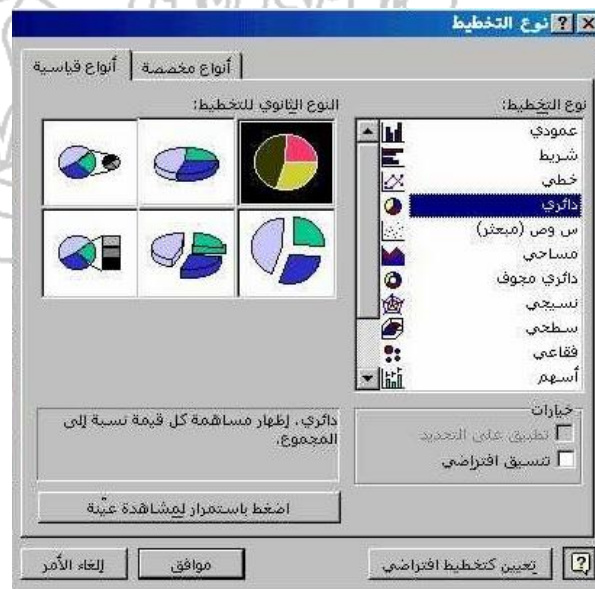 نوع التخطيط
أنواع قياسية
أنواع مخصصة
نوع التخطيط:
عمودي
شريط
خطي
دائري
س وص (مبعثر)
مساحي
دائري مجوف
نسيجي
سطحي
فقاعي
أسهم
النوع الثانوي للتخطيط:
خيارات
تطبيق على التحديد
تنسيق افتراضي
دائري. إظهار مساهمة كل قيمة نسبة إلى
المجموع.
اضغط باستمرار لمشاهدة عيّنة
تعيين كتخطيط افتراضي
موافق
إلغاء الأمر